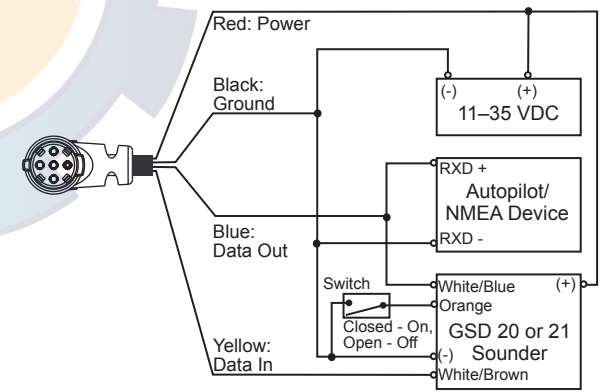 Red: Power
Black:
Ground
(-)
(+)
11–35 VDC
RXD +
Autopilot/
NMEA Device
RXD -
Blue:
Data Out
Switch
Closed - On,
Open - Off
White/Blue
(+)
Orange
GSD 20 or 21
Sounder
(-)
White/Brown
Yellow:
Data In